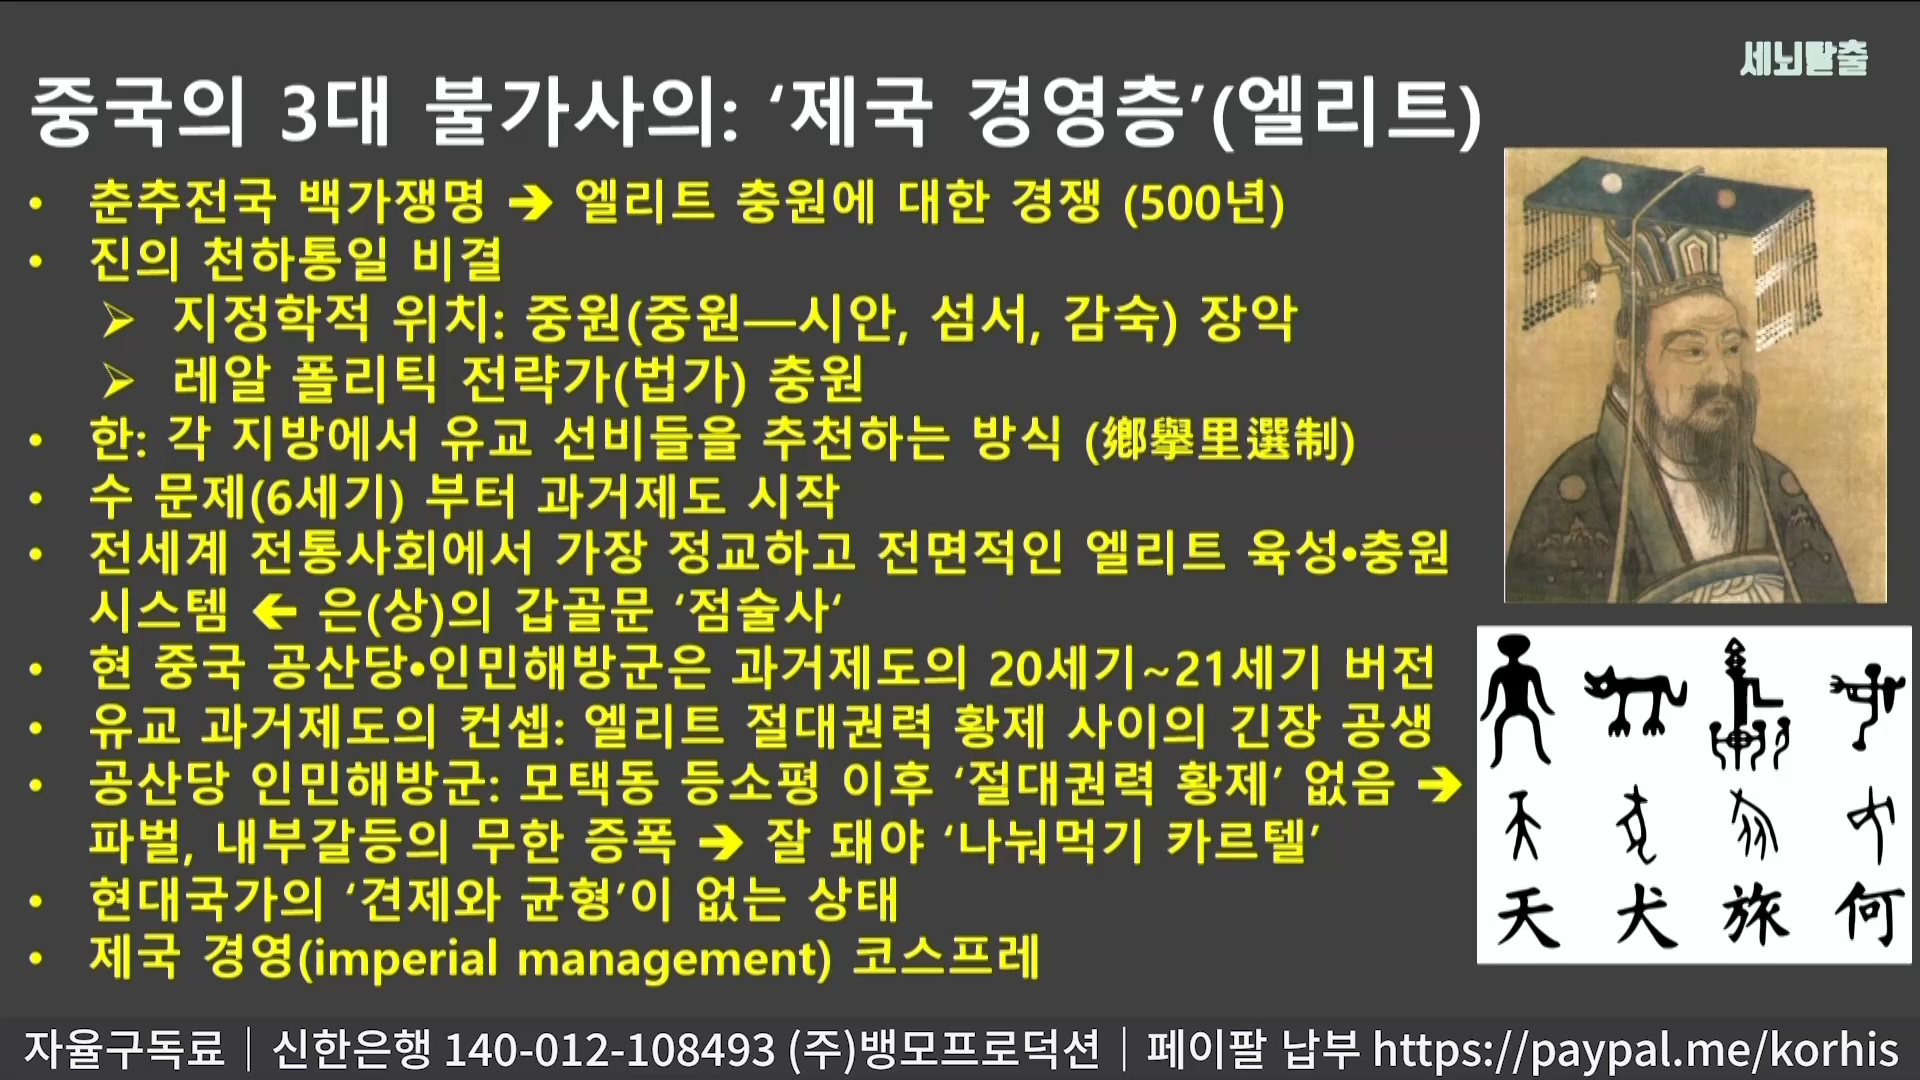 세뇌탈출
중국의 3대 불가사의: ‘제국 경영층’(엘리트)
• 춘추전국 백가쟁명 ➔ 엘리트 충원에 대한 경쟁 (500년)
• 진의 천하통일 비결
➢ 지정학적 위치: 중원(중원—시안, 섬서, 감숙) 장악
➢ 레알 폴리틱 전략가(법가) 충원
• 한: 각 지방에서 유교 선비들을 추천하는 방식 (鄕擧里選制)
• 수 문제(6세기) 부터 과거제도 시작
• 전세계 전통사회에서 가장 정교하고 전면적인 엘리트 육성•충원
시스템 🡰 은(상)의 갑골문 ‘점술사‘
• 현 중국 공산당•인민해방군은 과거제도의 20세기~21세기 버전
• 유교 과거제도의 컨셉: 엘리트 절대권력 황제 사이의 긴장 공생
• 공산당 인민해방군: 모택동 등소평 이후 ‘절대권력 황제’ 없음 ➔
파벌, 내부갈등의 무한 증폭 ➔ 잘 돼야 ‘나눠먹기 카르텔’
• 현대국가의 ‘견제와 균형’이 없는 상태
• 제국 경영(imperial management) 코스프레
天 犬 旅 何
자율구독료｜신한은행 140-012-108493 (주)뱅모프로덕션｜페이팔 납부 https://paypal.me/korhis